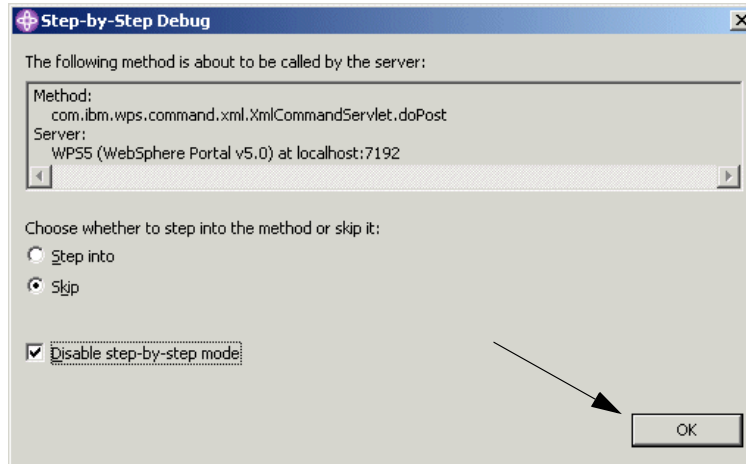 Step-by-Step Debug
The following method is about to be called by the server:
Method:
com.ibm.wps.command.xml.XmlCommandServlet.doPost
Server:
WPS5 (WebSphere Portal v5.0) at localhost:7192
Choose whether to step into the method or skip it:
Step into
Skip
Disable step-by-step mode
OK